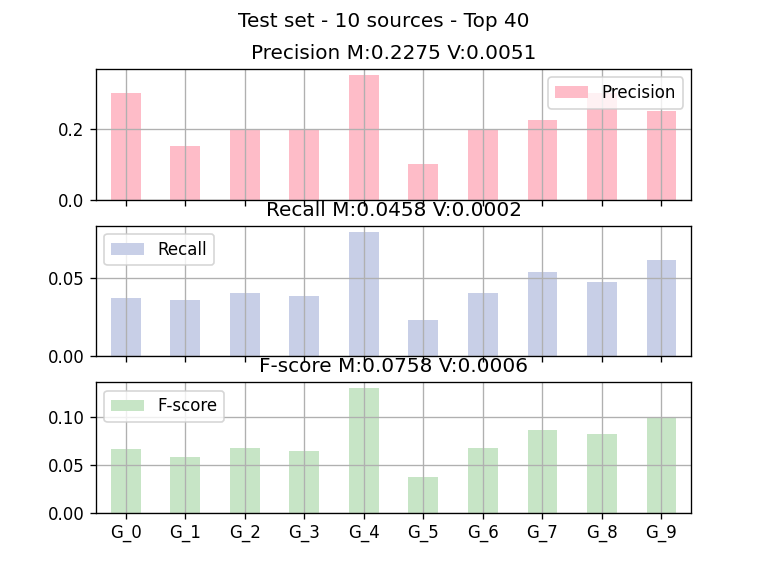 Test set - 10 sources - Top 40
Precision M:0.2275 V:0.0051
Precision
0.2
0.0
Recall M:0.0458 V:0.0002
Recall
0.05
0.00
F-score M:0.0758 V:0.0006
F-score
0.10
0.05
0.00
G_0 G_1 G_2 G_3 G_4 G_5 G_6 G_7 G_8 G_9